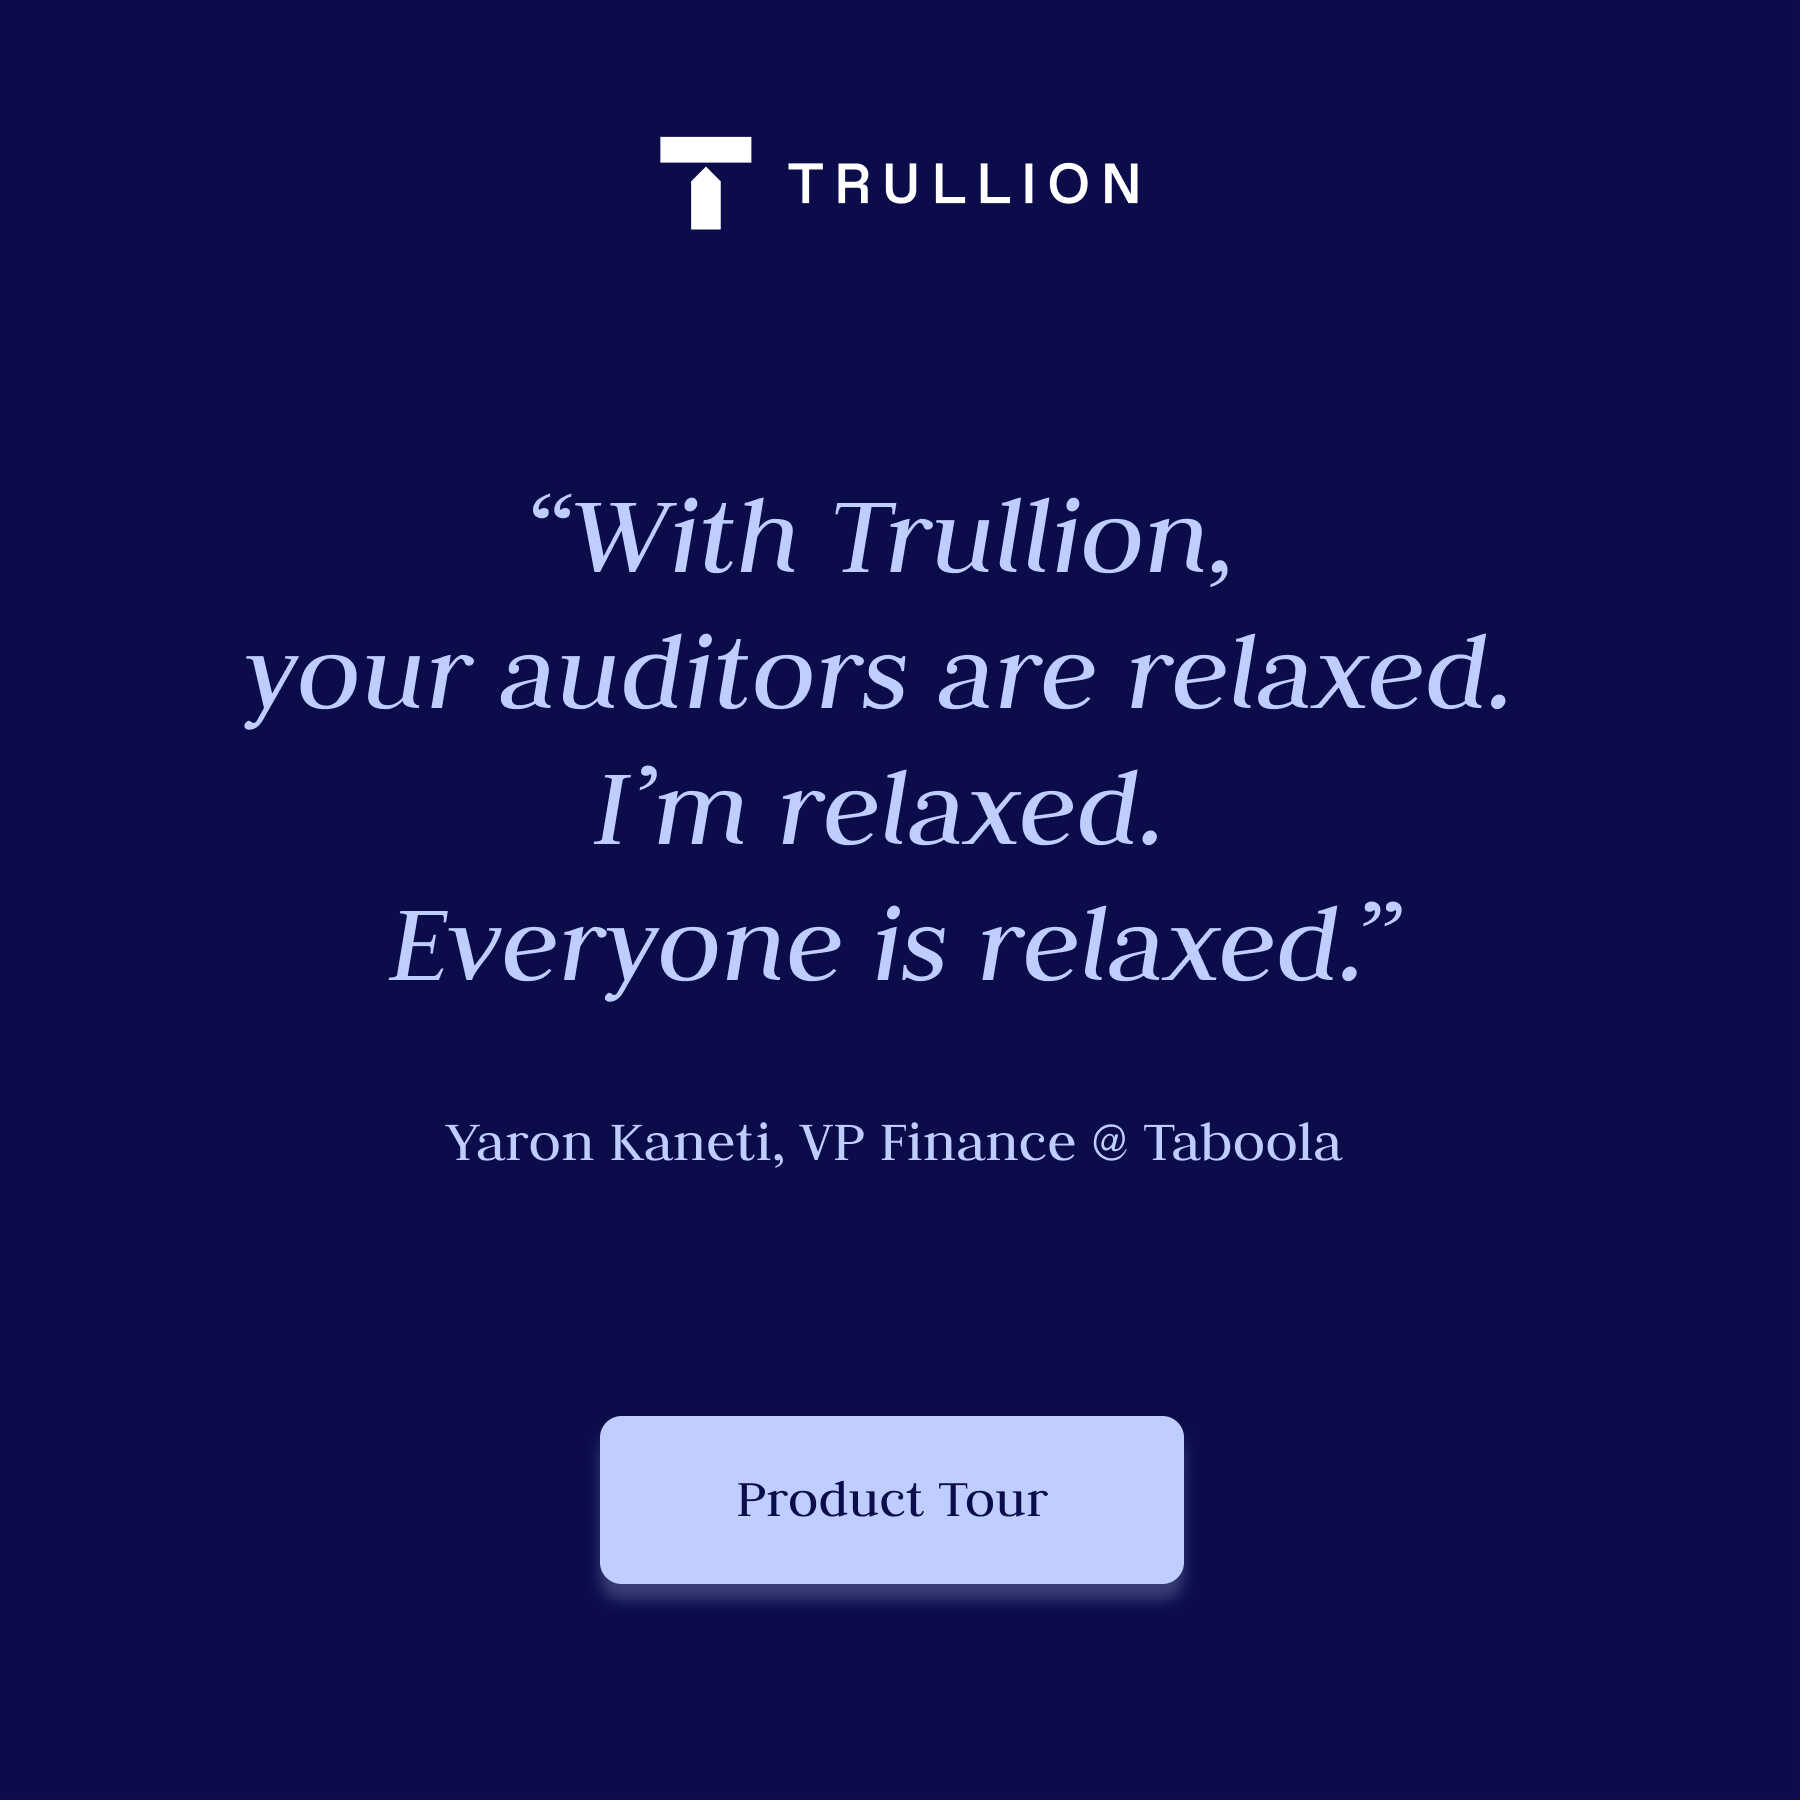 TRULLION
“With Trullion,
your auditors are relaxed.
I’m relaxed.
Everyone is relaxed.”
Yaron Kaneti, VP Finance @ Taboola
Product Tour